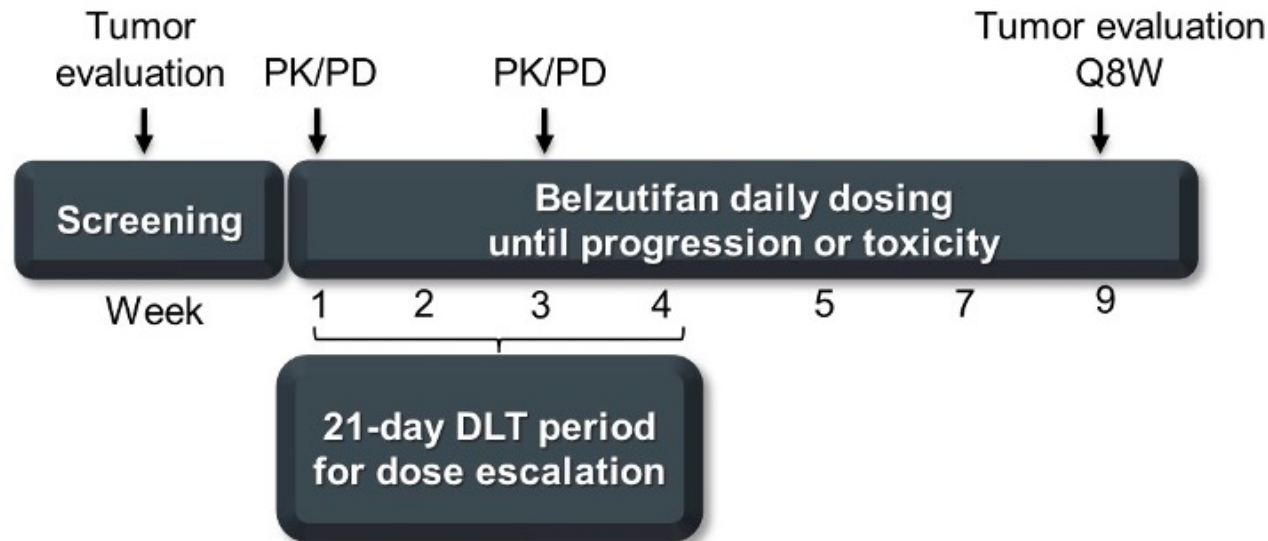 Tumor
evaluation
PK/PD
PK/PD
Tumor evaluation
Q8W
Screening
Belzutifan daily dosing
until progression or toxicity
Week
1
2
3
4
5
7
9
21-day DLT period
for dose escalation